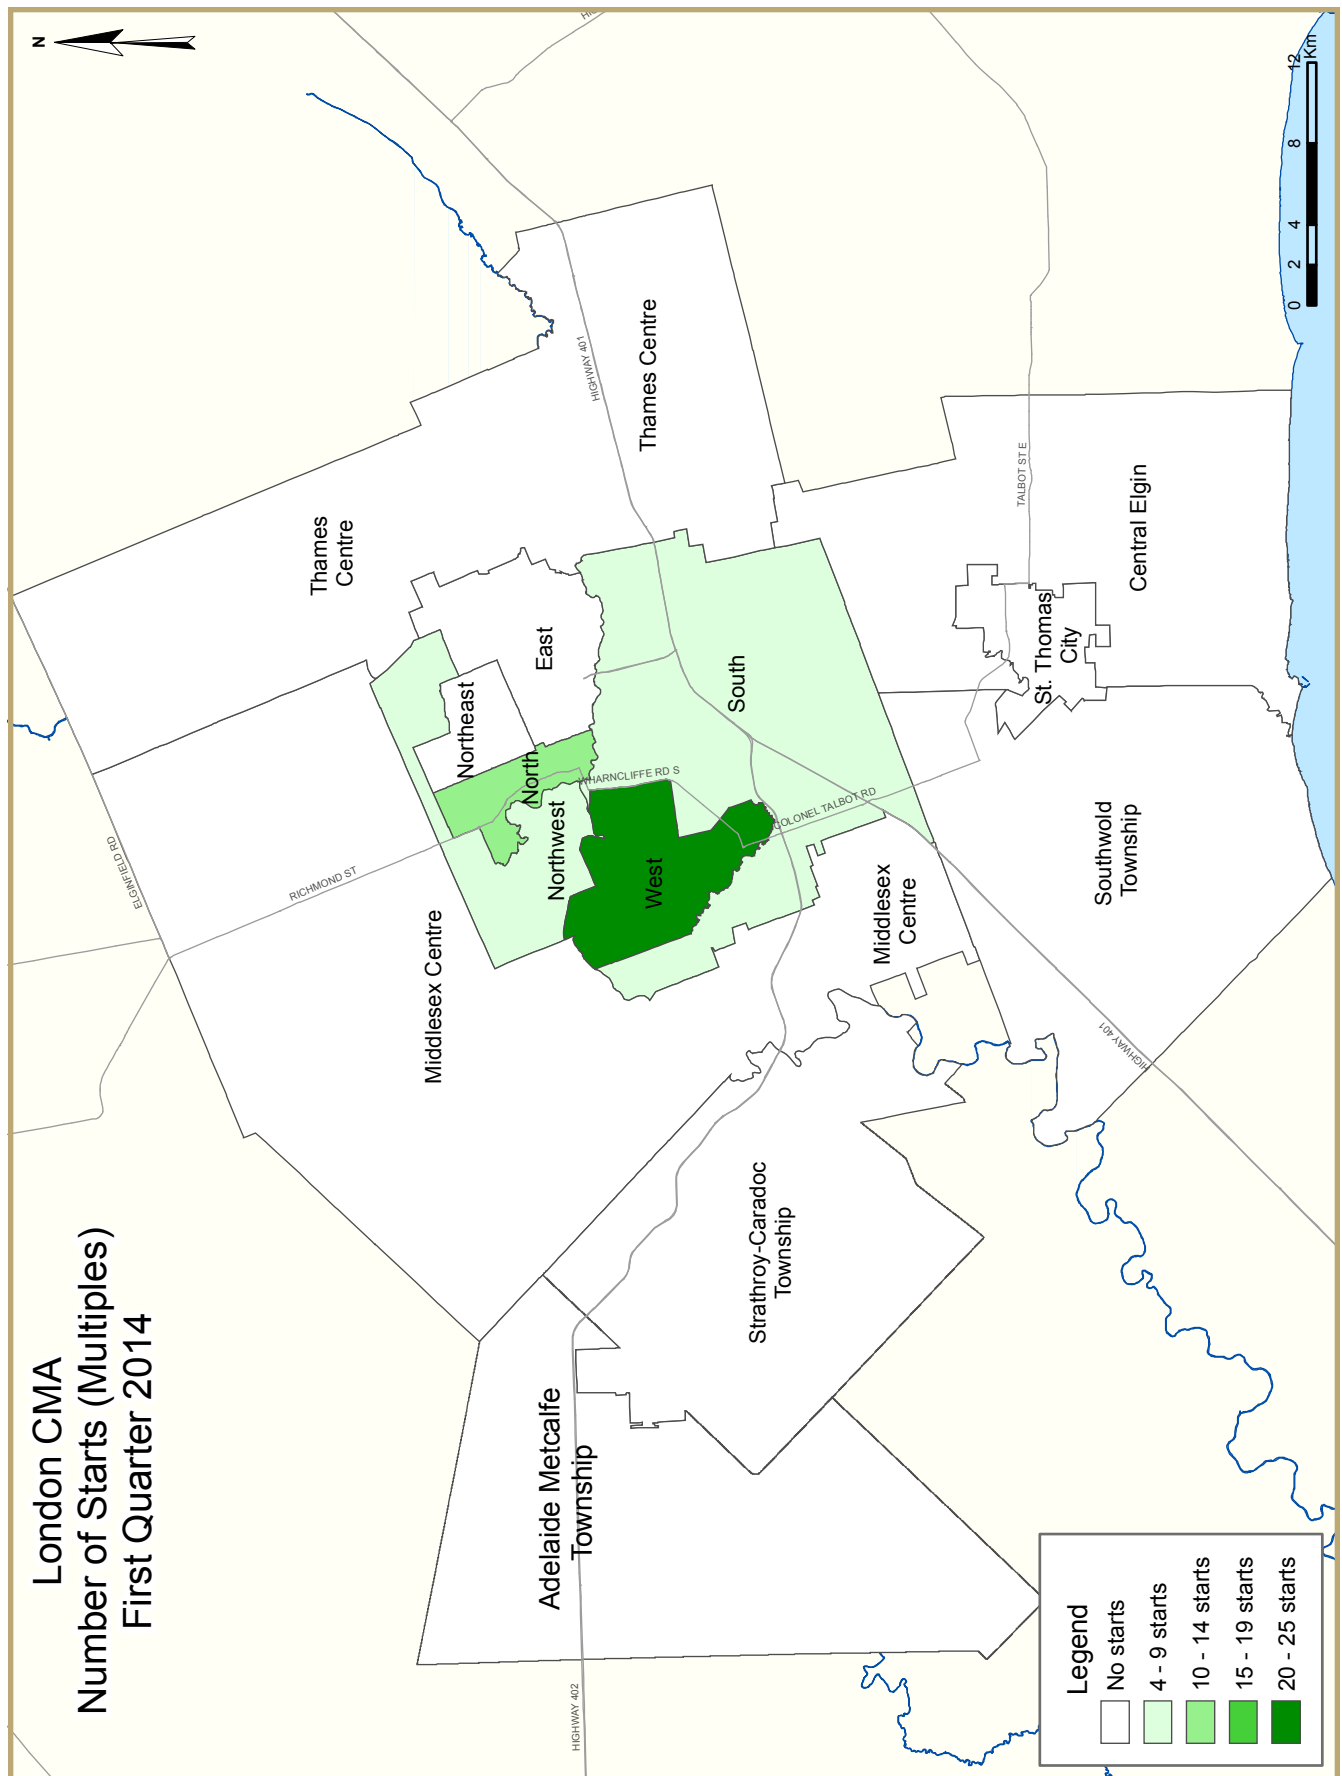 London CMA
Number of Starts (Multiples)
First Quarter 2014
N
ELGINFIELD RD
RICHMOND ST
Thames
Centre
Middlesex Centre
Northeast
East
North
Northwest
West
South
WHARNCLIFFE RD S
COLONEL TALBOT RD
HIGHWAY 401
Thames Centre
Adelaide Metcalfe
Township
HIGHWAY 402
Strathroy-Caradoc
Township
Middlesex
Centre
TALBOT ST E
St. Thomas
City
Central Elgin
Southwold
Township
HIGHWAY 401
Legend
No starts
4 - 9 starts
10 - 14 starts
15 - 19 starts
20 - 25 starts
0 2 4 8 12
Km